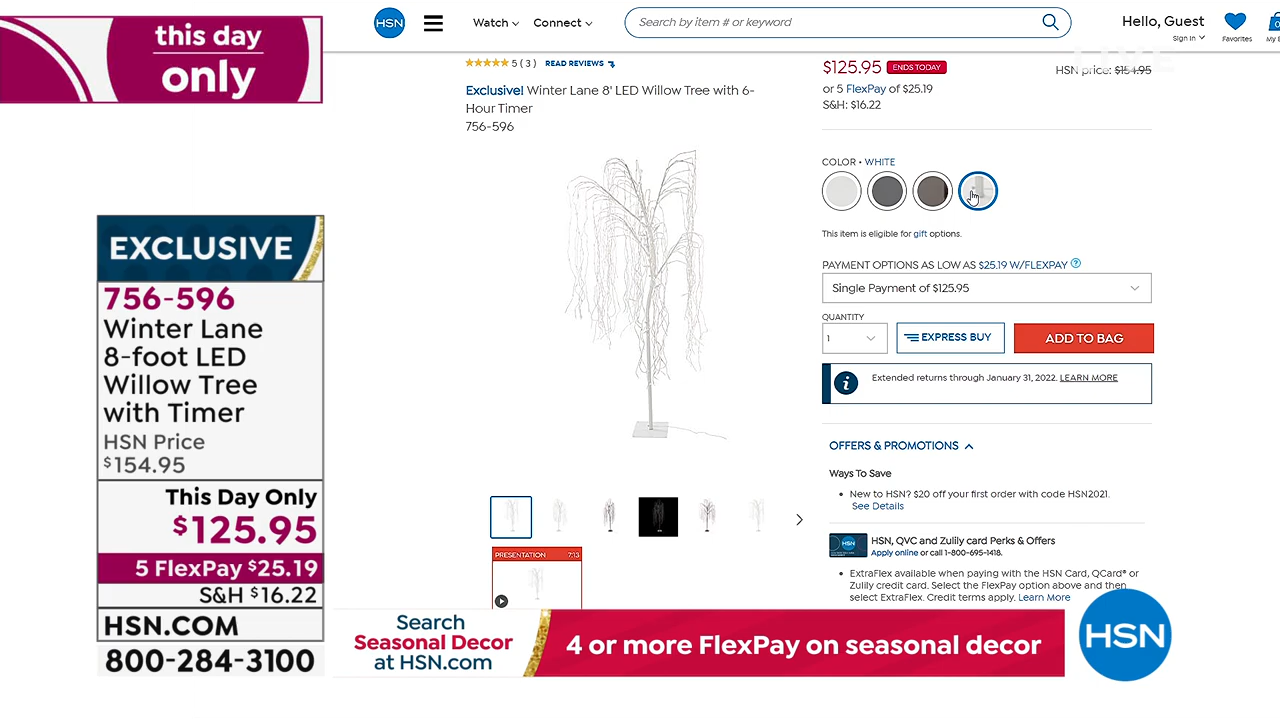 this day
only
EXCLUSIVE
756-596
Winter Lane
8-foot LED
Willow Tree
with Timer
HSN Price
$154.95
This Day Only
$125.95
5 FlexPay $25.19
S&H $16.22
HSN.COM
800-284-3100
HSN
Watch
Connect
Search by item # or keyword
Hello, Guest
Sign In
Favorites
LIVE
5 ( 3 ) READ REVIEWS
Exclusive! Winter Lane 8' LED Willow Tree with 6-
Hour Timer
756-596
$125.95 ENDS TODAY
HSN price: $154.95
or 5 FlexPay of $25.19
S&H: $16.22
COLOR • WHITE
This item is eligible for gift options.
PAYMENT OPTIONS AS LOW AS $25.19 W/FLEXPAY ?
Single Payment of $125.95
QUANTITY
1
EXPRESS BUY
ADD TO BAG
i Extended returns through January 31, 2022. LEARN MORE
OFFERS & PROMOTIONS
Ways To Save
• New to HSN? $20 off your first order with code HSN2021.
See Details
HSN
HSN, QVC and Zulily card Perks & Offers
Apply online or call 1-800-695-1418.
• ExtraFlex available when paying with the HSN Card, QCard® or
Zulily credit card. Select the FlexPay option above and then
select ExtraFlex. Credit terms apply. Learn More
PRESENTATION 7:13
Search
Seasonal Decor
at HSN.com
4 or more FlexPay on seasonal decor
HSN